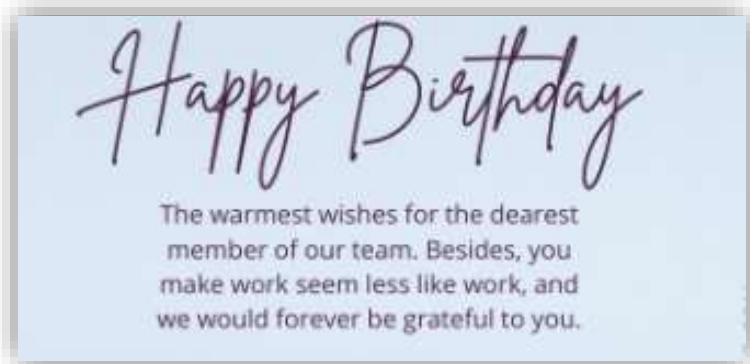 Happy Birthday
The warmest wishes for the dearest
member of our team. Besides, you
make work seem less like work, and
we would forever be grateful to you.